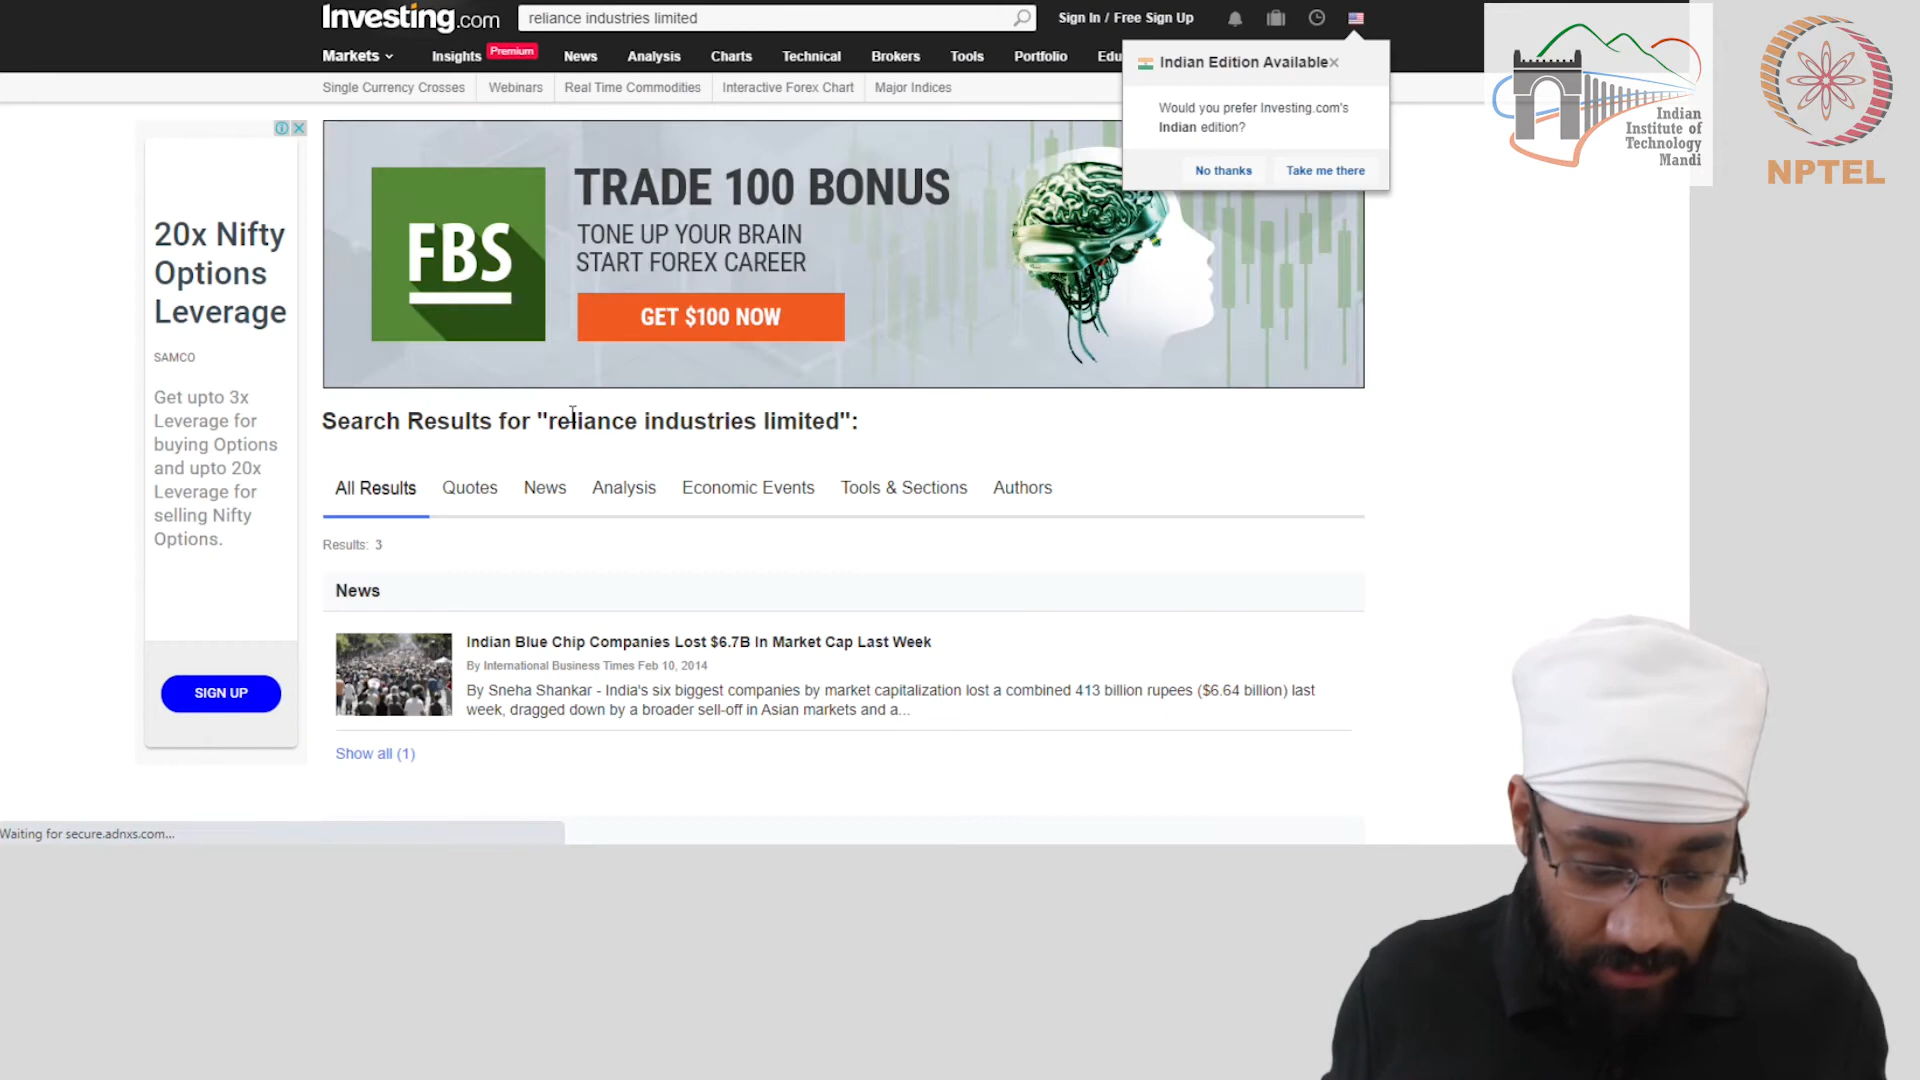 Investing.com
reliance industries limited
Sign In / Free Sign Up
Markets
Insights
Premium
News
Analysis
Charts
Technical
Brokers
Tools
Portfolio
Edu
Single Currency Crosses
Webinars
Real Time Commodities
Interactive Forex Chart
Major Indices
Indian Edition Available
Would you prefer Investing.com's
Indian edition?
No thanks
Take me there
Indian
Institute of
Technology
Mandi
NPTEL
20x Nifty
Options
Leverage
SAMCO
Get upto 3x
Leverage for
buying Options
and upto 20x
Leverage for
selling Nifty
Options.
SIGN UP
FBS
TRADE 100 BONUS
TONE UP YOUR BRAIN
START FOREX CAREER
GET $100 NOW
Search Results for "reliance industries limited":
All Results
Quotes
News
Analysis
Economic Events
Tools & Sections
Authors
Results: 3
News
Indian Blue Chip Companies Lost $6.7B In Market Cap Last Week
By International Business Times Feb 10, 2014
By Sneha Shankar - India's six biggest companies by market capitalization lost a combined 413 billion rupees ($6.64 billion) last
week, dragged down by a broader sell-off in Asian markets and a...
Show all (1)
Waiting for secure.adnxs.com...